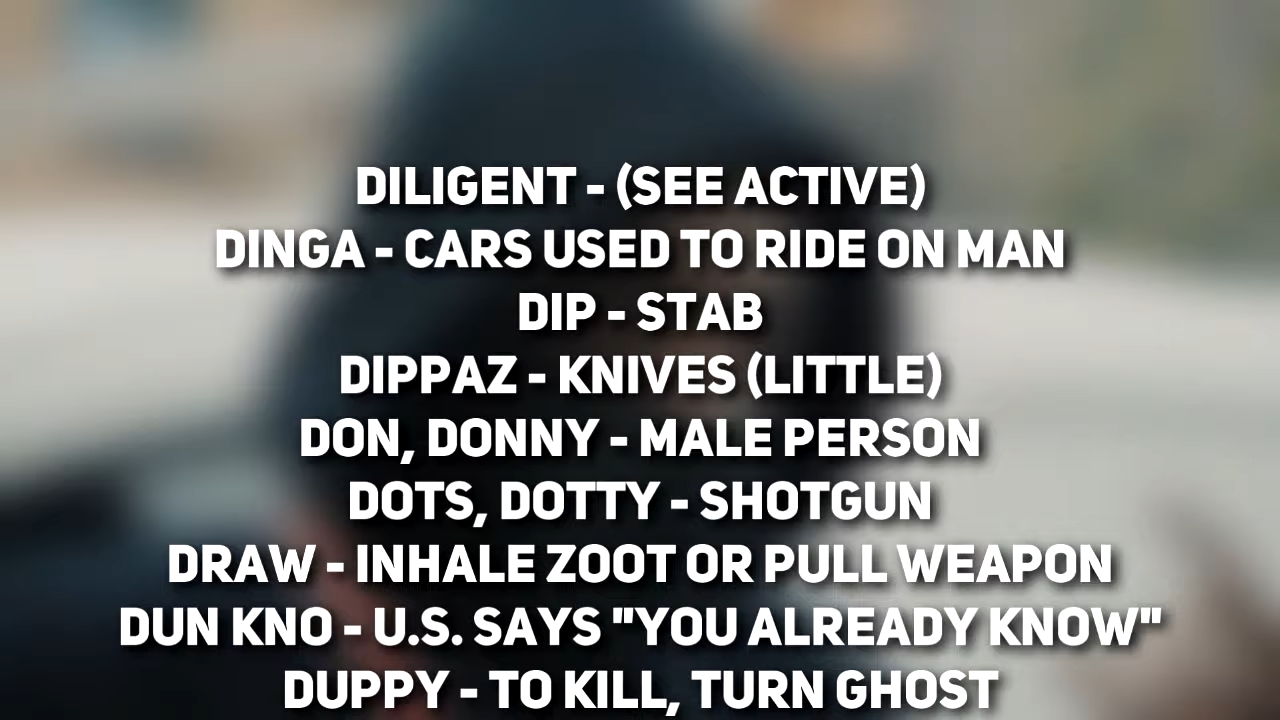 DILIGENT - (SEE ACTIVE)
DINGA - CARS USED TO RIDE ON MAN
DIP - STAB
DIPPAZ - KNIVES (LITTLE)
DON, DONNY - MALE PERSON
DOTS, DOTTY - SHOTGUN
DRAW - INHALE ZOOT OR PULL WEAPON
DUN KNO - U.S. SAYS "YOU ALREADY KNOW"
DUPPY - TO KILL, TURN GHOST